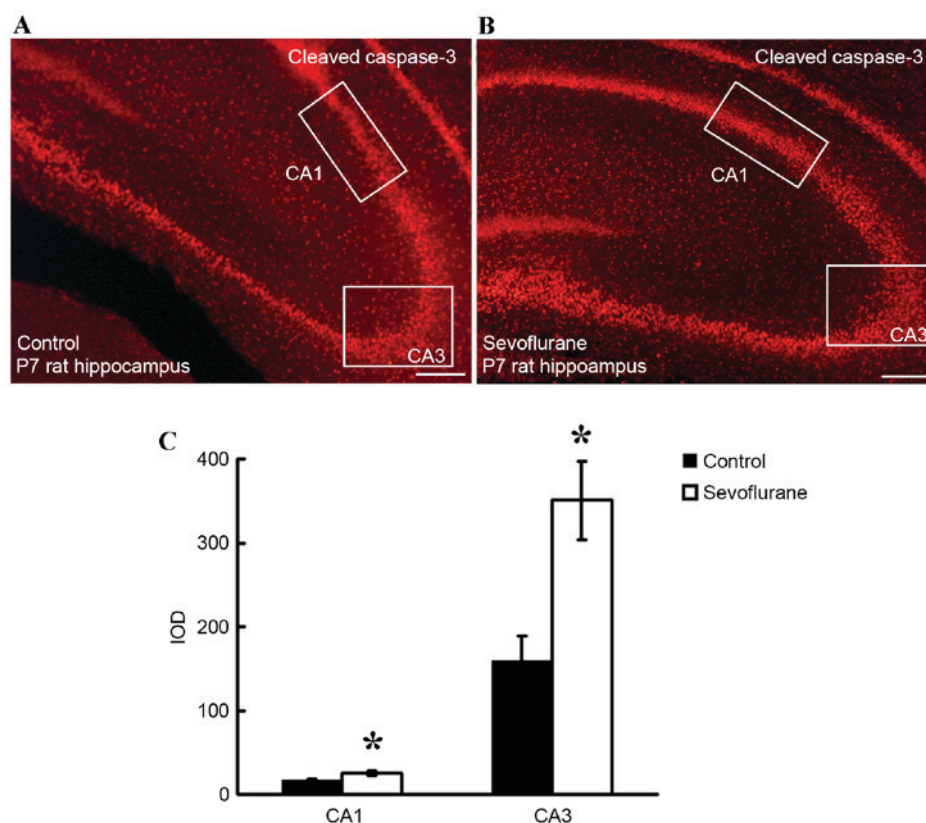 A
Cleaved caspase-3
CA1
Control
P7 rat hippocampus
CA3
B
Cleaved caspase-3
CA1
Sevoflurane
P7 rat hippocampus
CA3
C
*
*
Control
Sevoflurane
400
300
200
100
0
IOD
CA1
CA3